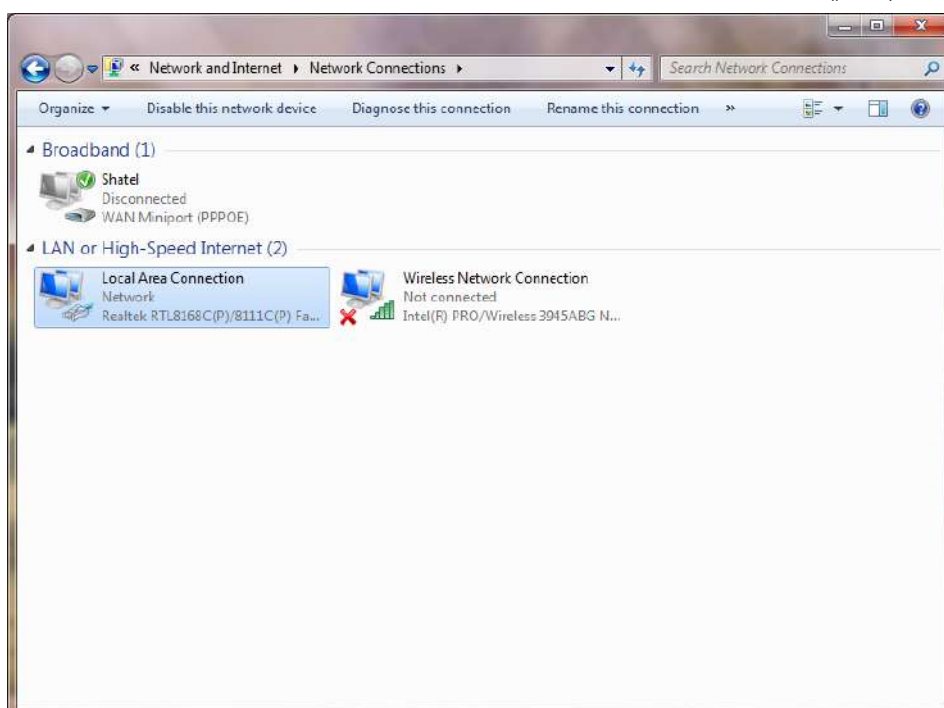 « Network and Internet ▸ Network Connections ▸
Search Network Connections
Organize ▾ Disable this network device Diagnose this connection Rename this connection »
Broadband (1)
Shatel
Disconnected
WAN Miniport (PPPOE)
LAN or High-Speed Internet (2)
Local Area Connection
Network
Realtek RTL8168C(P)/8111C(P) Fa...
Wireless Network Connection
Not connected
Intel(R) PRO/Wireless 3945ABG N...